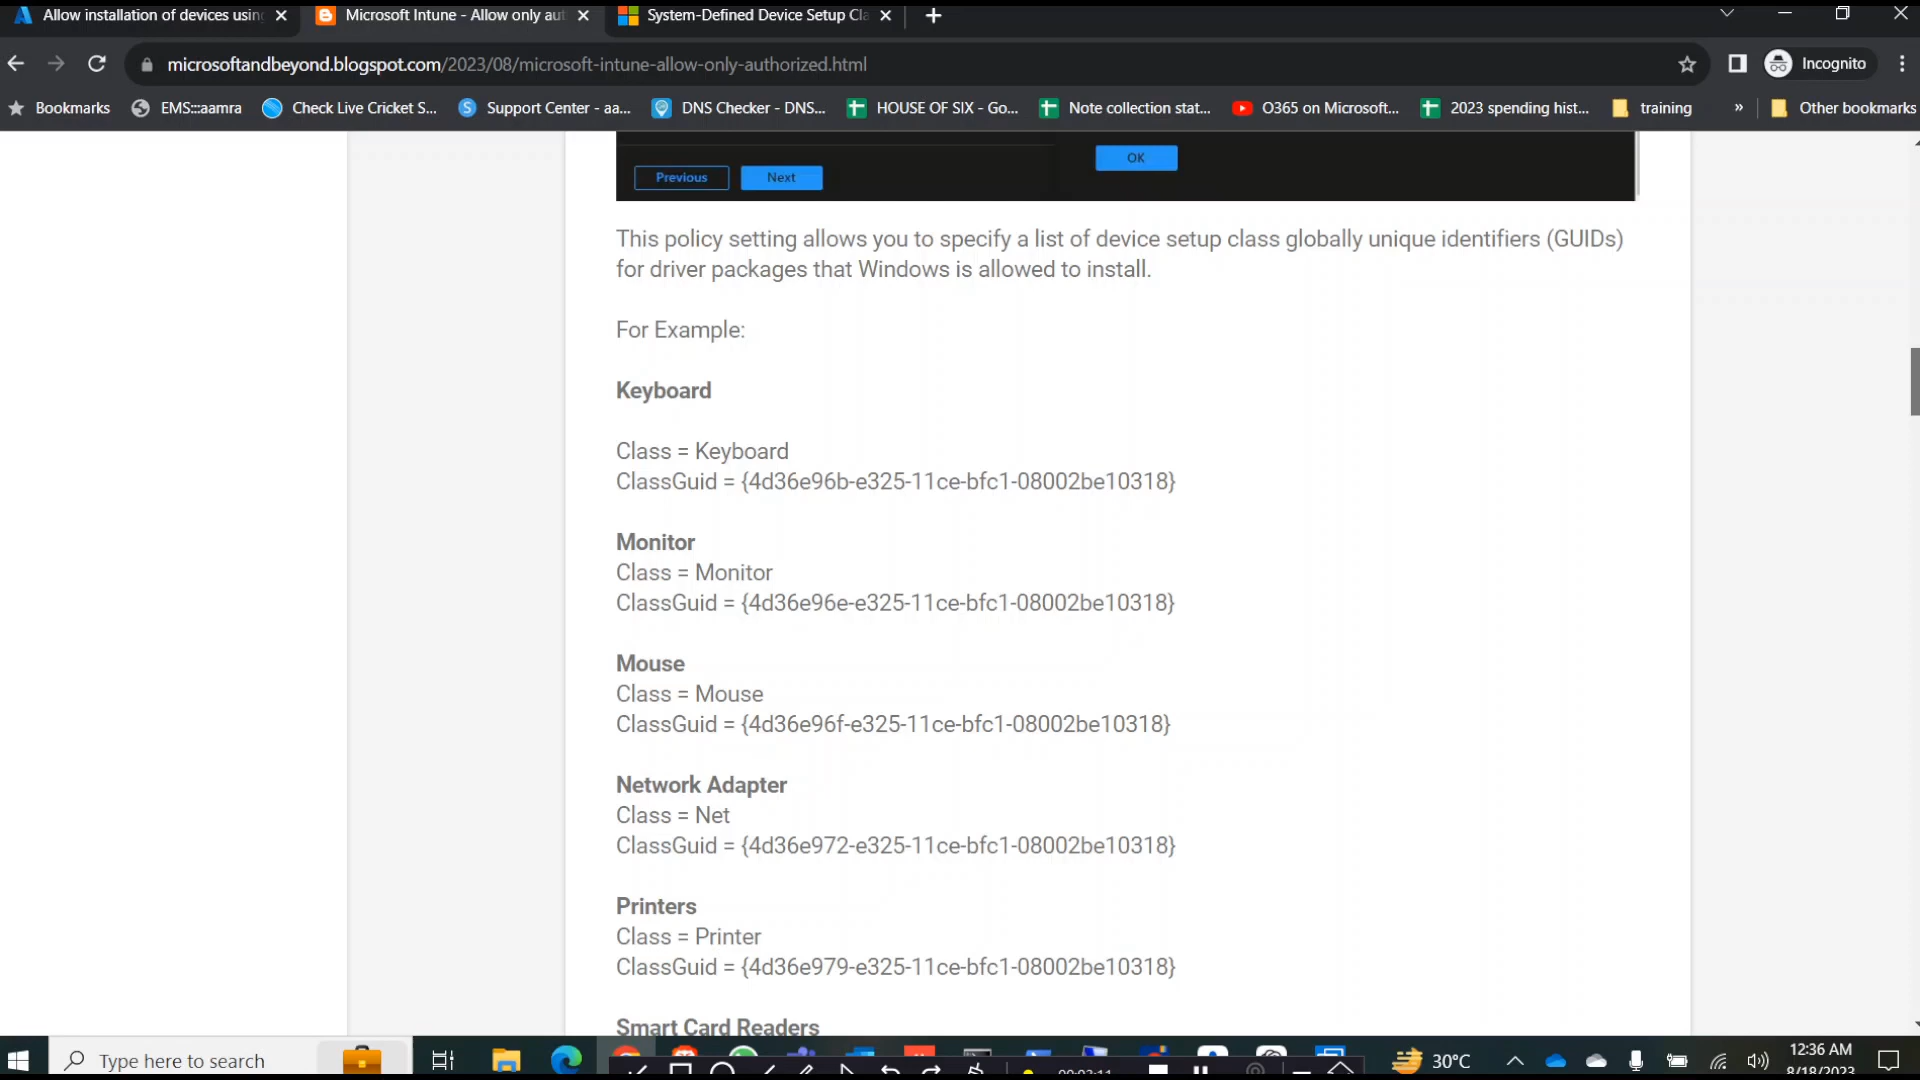 Allow installation of devices using
Microsoft Intune - Allow only aut
System-Defined Device Setup Cla
microsoftandbeyond.blogspot.com/2023/08/microsoft-intune-allow-only-authorized.html
Incognito
Bookmarks
EMS:::aamra
Check Live Cricket S...
Support Center - aa...
DNS Checker - DNS...
HOUSE OF SIX - Go...
Note collection stat...
O365 on Microsoft...
2023 spending hist...
training
»
Other bookmarks
OK
Previous
Next
This policy setting allows you to specify a list of device setup class globally unique identifiers (GUIDs)
for driver packages that Windows is allowed to install.
For Example:
Keyboard
Class = Keyboard
ClassGuid = {4d36e96b-e325-11ce-bfc1-08002be10318}
Monitor
Class = Monitor
ClassGuid = {4d36e96e-e325-11ce-bfc1-08002be10318}
Mouse
Class = Mouse
ClassGuid = {4d36e96f-e325-11ce-bfc1-08002be10318}
Network Adapter
Class = Net
ClassGuid = {4d36e972-e325-11ce-bfc1-08002be10318}
Printers
Class = Printer
ClassGuid = {4d36e979-e325-11ce-bfc1-08002be10318}
Smart Card Readers
Type here to search
00:03:11
30°C
12:36 AM
8/18/2023